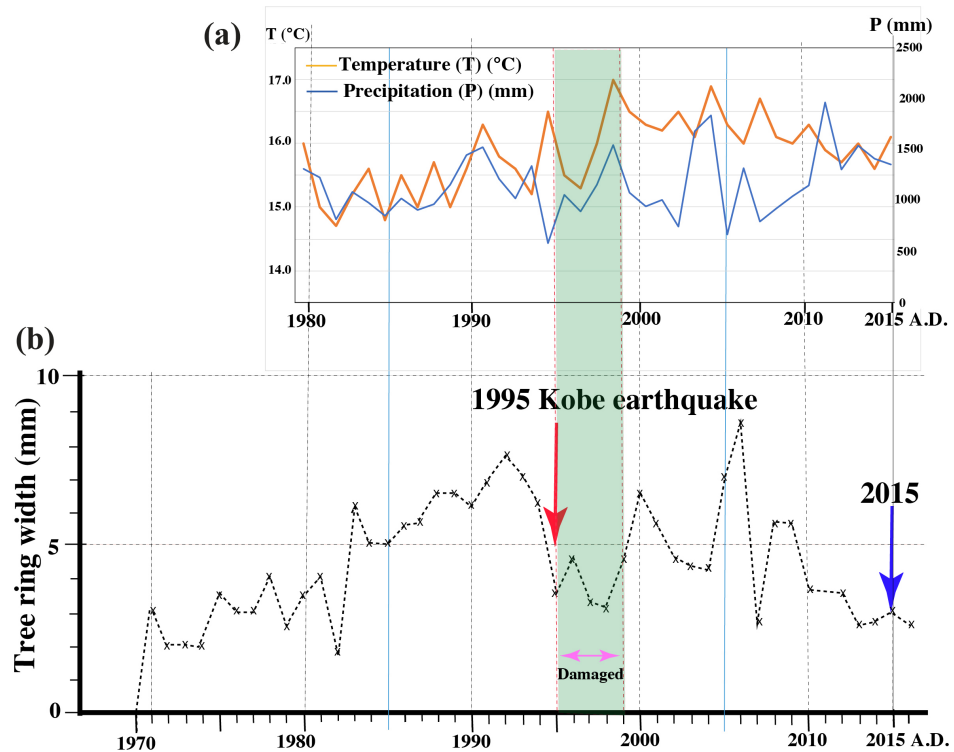 (a)
T (°C)
P (mm)
Temperature (T) (°C)
Precipitation (P) (mm)
17.0
16.0
15.0
14.0
2500
2000
1500
1000
500
0
1980
1990
2000
2010
2015 A.D.
(b)
Tree ring width (mm)
10
5
0
1995 Kobe earthquake
2015
Damaged
1970
1980
1990
2000
2010
2015 A.D.